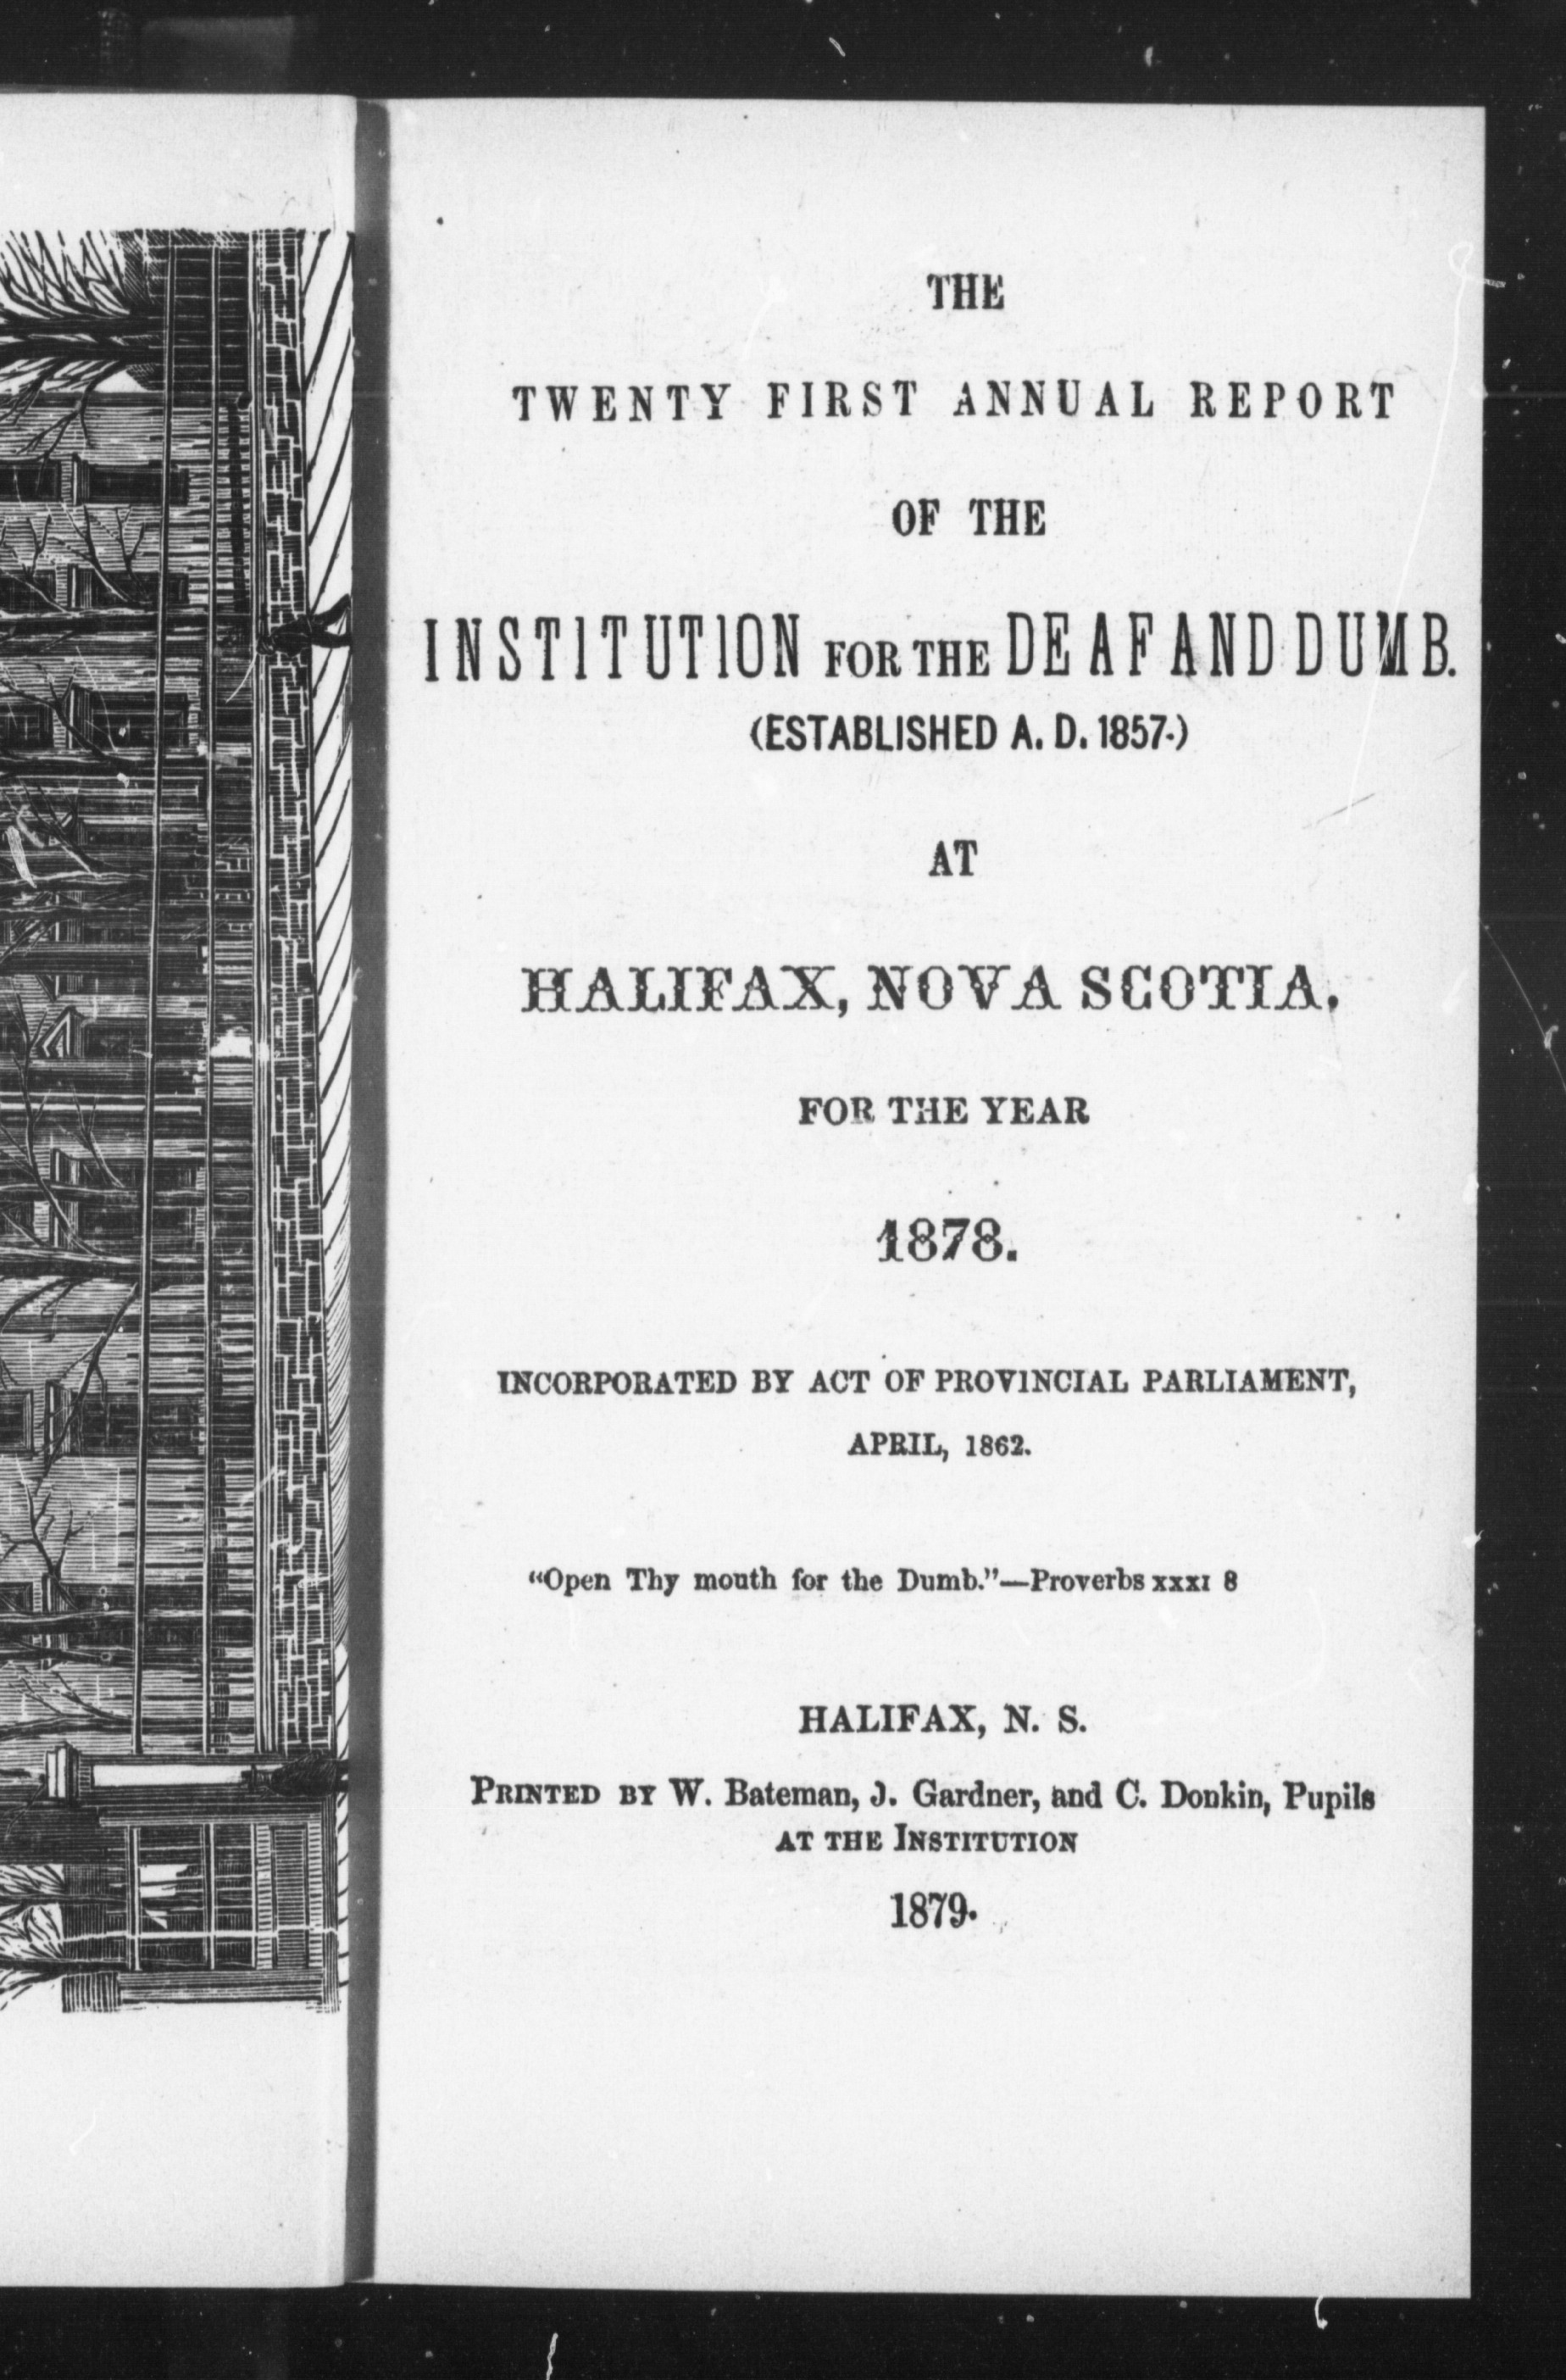 THE
TWENTY FIRST ANNUAL REPORT
OF THE
INSTITUTION FOR THE DEAF AND DUMB.
(ESTABLISHED A. D. 1857.)
AT
HALIFAX, NOVA SCOTIA.
FOR THE YEAR
1878.
INCORPORATED BY ACT OF PROVINCIAL PARLIAMENT,
APRIL, 1862.
“Open Thy mouth for the Dumb.”—Proverbs XXXI 8
HALIFAX, N. S.
PRINTED BY W. Bateman, J. Gardner, and C. Donkin, Pupils
AT THE INSTITUTION
1879.